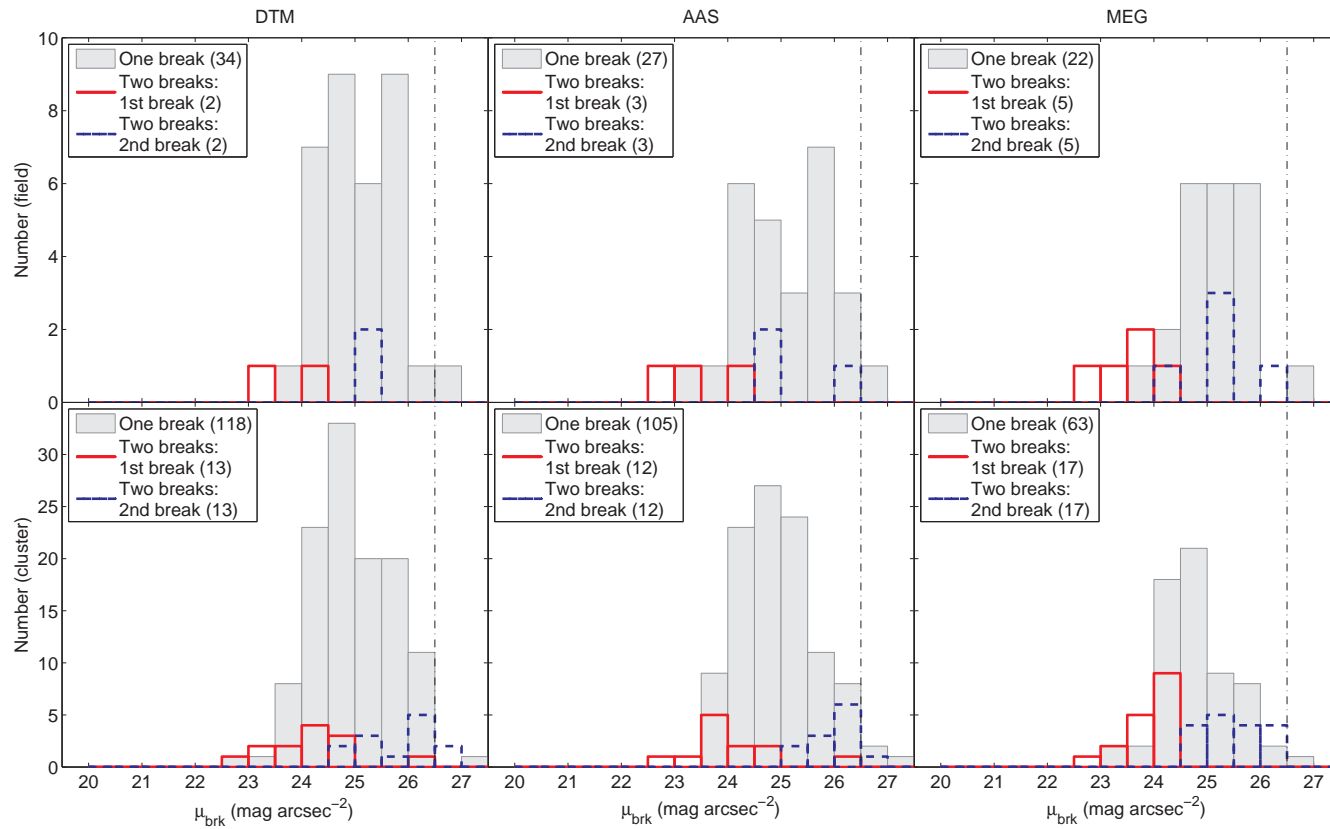 DTM
AAS
MEG
10
8
6
4
2
0
Number (field)
One break (34)
Two breaks:
1st break (2)
Two breaks:
2nd break (2)
One break (27)
Two breaks:
1st break (3)
Two breaks:
2nd break (3)
One break (22)
Two breaks:
1st break (5)
Two breaks:
2nd break (5)
30
25
20
15
10
5
0
Number (cluster)
One break (118)
Two breaks:
1st break (13)
Two breaks:
2nd break (13)
One break (105)
Two breaks:
1st break (12)
Two breaks:
2nd break (12)
One break (63)
Two breaks:
1st break (17)
Two breaks:
2nd break (17)
20 21 22 23 24 25 26 27
20 21 22 23 24 25 26 27
20 21 22 23 24 25 26 27
μbrk (mag arcsec−2)
μbrk (mag arcsec−2)
μbrk (mag arcsec−2)